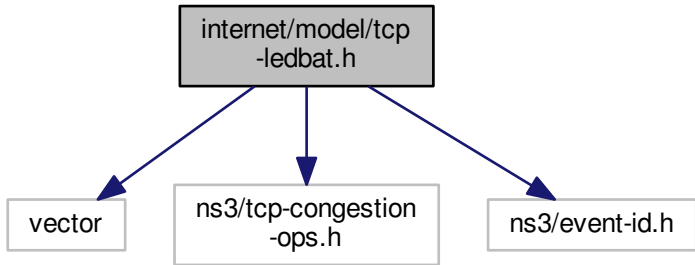 internet/model/tcp
-ledbat.h
vector
ns3/tcp-congestion
-ops.h
ns3/event-id.h